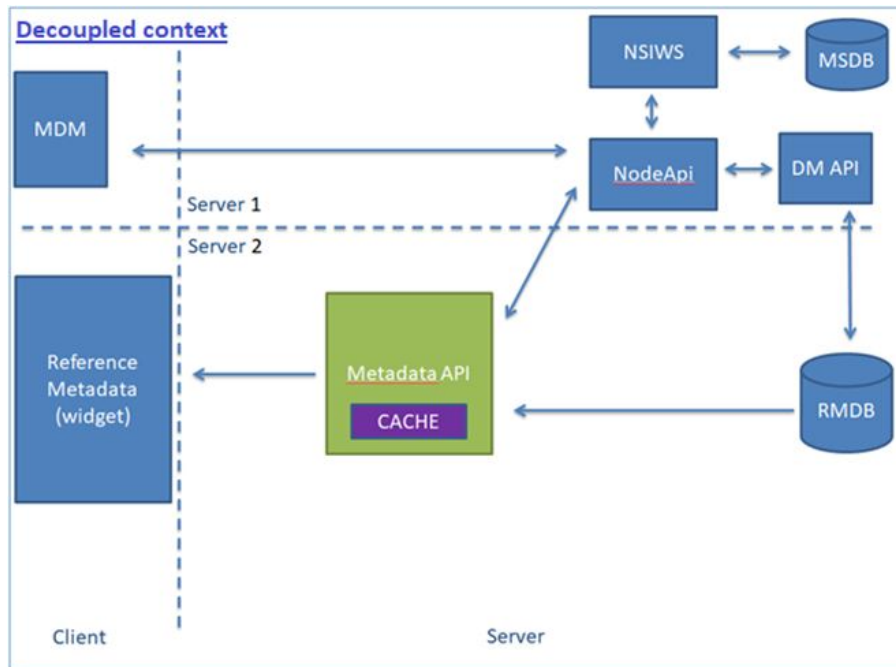 Decoupled context
NSIWS
MSDB
MDM
NodeApi
DM API
Server 1
Server 2
Reference
Metadata
(widget)
Metadata API
CACHE
RMDB
Client
Server